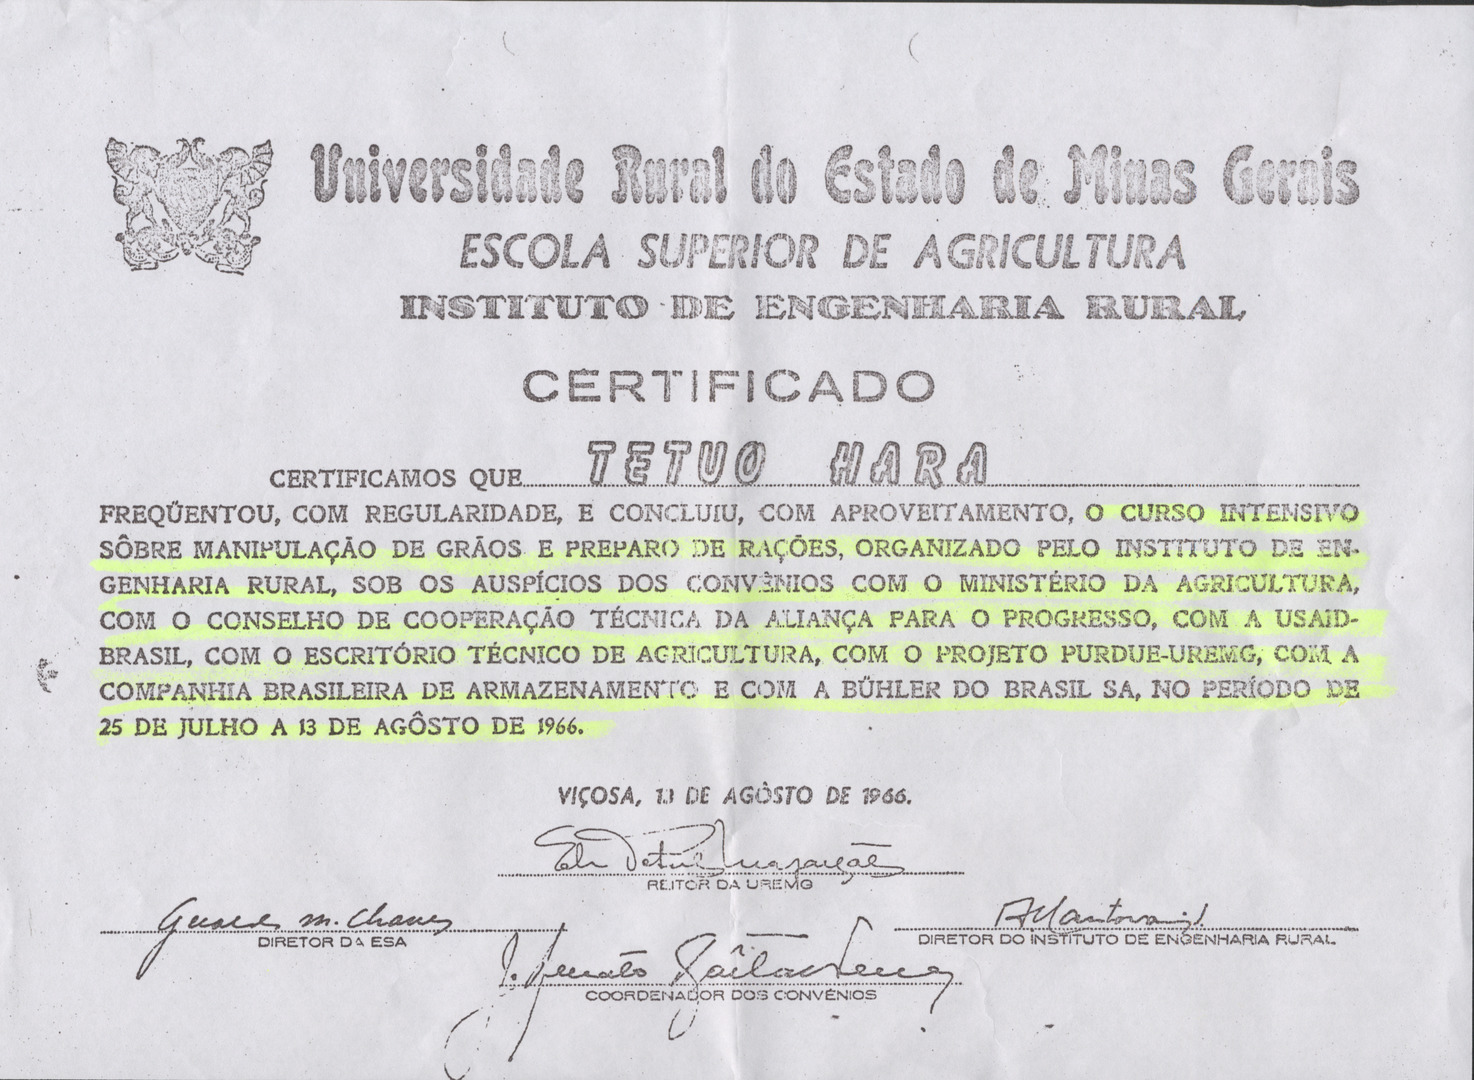 Universidade Rural do Estado de Minas Gerais
ESCOLA SUPERIOR DE AGRICULTURA
INSTITUTO DE ENGENHARIA RURAL
CERTIFICADO
CERTIFICAMOS QUE TETUO HARA
FREQÜENTOU, COM REGULARIDADE, E CONCLUIU, COM APROVEITAMENTO, O CURSO INTENSIVO
SÔBRE MANIPULAÇÃO DE GRÃOS E PREPARO DE RAÇÕES, ORGANIZADO PELO INSTITUTO DE EN-
GENHARIA RURAL, SOB OS AUSPÍCIOS DOS CONVÊNIOS COM O MINISTÉRIO DA AGRICULTURA,
COM O CONSELHO DE COOPERAÇÃO TÉCNICA DA ALIANÇA PARA O PROGRESSO, COM A USAID-
BRASIL, COM O ESCRITÓRIO TÉCNICO DE AGRICULTURA, COM O PROJETO PURDUE-UREMG, COM A
COMPANHIA BRASILEIRA DE ARMAZENAMENTO E COM A BÜHLER DO BRASIL SA, NO PERÍODO DE
25 DE JULHO A 13 DE AGÔSTO DE 1966.
VIÇOSA, 13 DE AGÔSTO DE 1966.
REITOR DA UREMG
M. Chaves
DIRETOR DA ESA
DIRETOR DO INSTITUTO DE ENGENHARIA RURAL
J. Renato
COORDENADOR DOS CONVÊNIOS